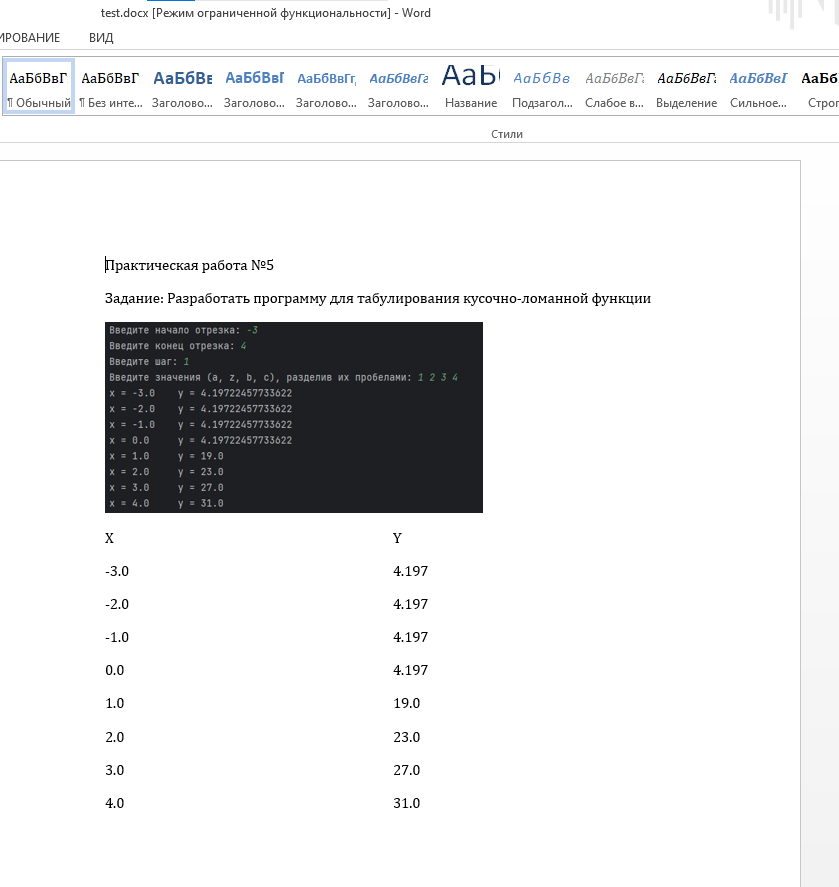 test.docx [Режим ограниченной функциональности] - Word
ИРОВАНИЕ ВИД
АаБбВвГ АаБбВвГ АаБбВв АаБбВвГ АаБбВвГг АаБбВвГг АаБ АаБбВв АаБбВвГг АаБбВвГг АаБбВвГ АаБб
¶ Обычный ¶ Без инте... Заголово... Заголово... Заголово... Заголово... Название Подзагол... Слабое в... Выделение Сильное... Строг
Стили
Практическая работа №5
Задание: Разработать программу для табулирования кусочно-ломанной функции
Введите начало отрезка: -3
Введите конец отрезка: 4
Введите шаг: 1
Введите значения (a, z, b, c), разделив их пробелами: 1 2 3 4
x = -3.0 y = 4.19722457733622
x = -2.0 y = 4.19722457733622
x = -1.0 y = 4.19722457733622
x = 0.0 y = 4.19722457733622
x = 1.0 y = 19.0
x = 2.0 y = 23.0
x = 3.0 y = 27.0
x = 4.0 y = 31.0
X Y
-3.0 4.197
-2.0 4.197
-1.0 4.197
0.0 4.197
1.0 19.0
2.0 23.0
3.0 27.0
4.0 31.0